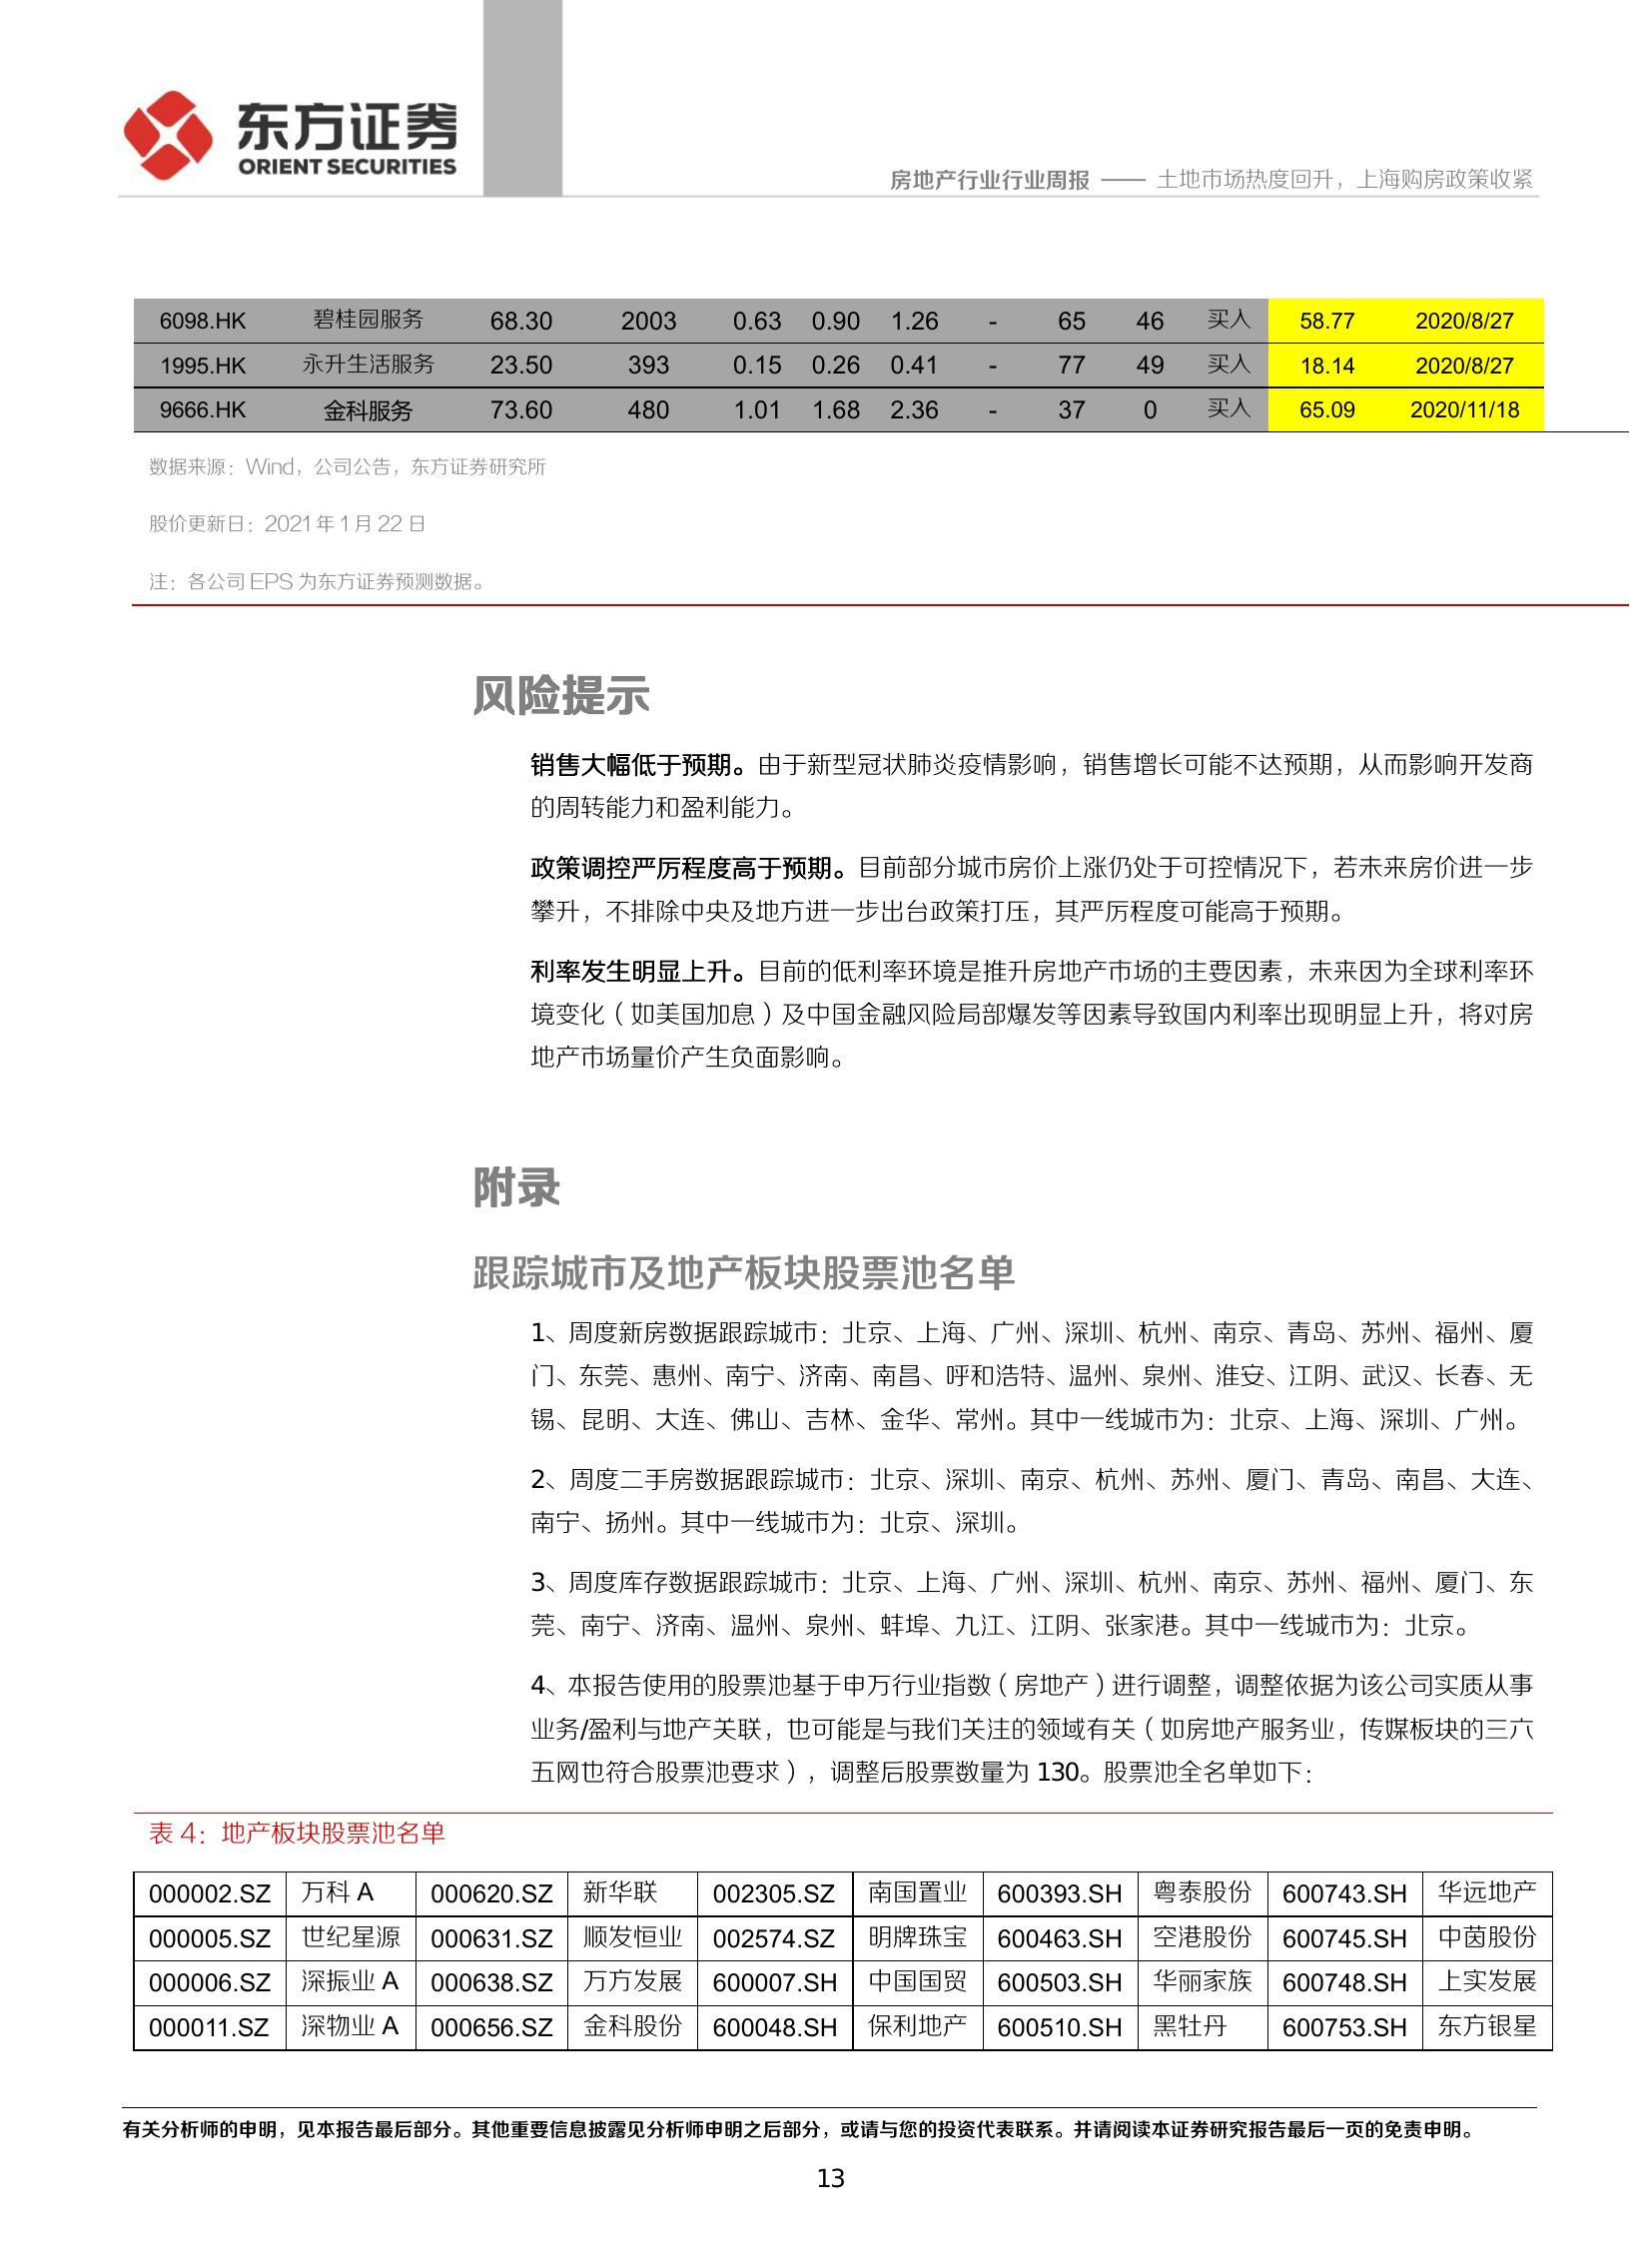 东方证券
ORIENT SECURITIES
房地产行业行业周报 —— 土地市场热度回升，上海购房政策收紧
6098.HK 碧桂园服务 68.30 2003 0.63 0.90 1.26 - 65 46 买入 58.77 2020/8/27
1995.HK 永升生活服务 23.50 393 0.15 0.26 0.41 - 77 49 买入 18.14 2020/8/27
9666.HK 金科服务 73.60 480 1.01 1.68 2.36 - 37 0 买入 65.09 2020/11/18
数据来源：Wind，公司公告，东方证券研究所
股价更新日：2021 年 1 月 22 日
注：各公司 EPS 为东方证券预测数据。
风险提示
销售大幅低于预期。由于新型冠状肺炎疫情影响，销售增长可能不达预期，从而影响开发商
的周转能力和盈利能力。
政策调控严厉程度高于预期。目前部分城市房价上涨仍处于可控情况下，若未来房价进一步
攀升，不排除中央及地方进一步出台政策打压，其严厉程度可能高于预期。
利率发生明显上升。目前的低利率环境是推升房地产市场的主要因素，未来因为全球利率环
境变化（如美国加息）及中国金融风险局部爆发等因素导致国内利率出现明显上升，将对房
地产市场量价产生负面影响。
附录
跟踪城市及地产板块股票池名单
1、周度新房数据跟踪城市：北京、上海、广州、深圳、杭州、南京、青岛、苏州、福州、厦
门、东莞、惠州、南宁、济南、南昌、呼和浩特、温州、泉州、淮安、江阴、武汉、长春、无
锡、昆明、大连、佛山、吉林、金华、常州。其中一线城市为：北京、上海、深圳、广州。
2、周度二手房数据跟踪城市：北京、深圳、南京、杭州、苏州、厦门、青岛、南昌、大连、
南宁、扬州。其中一线城市为：北京、深圳。
3、周度库存数据跟踪城市：北京、上海、广州、深圳、杭州、南京、苏州、福州、厦门、东
莞、南宁、济南、温州、泉州、蚌埠、九江、江阴、张家港。其中一线城市为：北京。
4、本报告使用的股票池基于申万行业指数（房地产）进行调整，调整依据为该公司实质从事
业务/盈利与地产关联，也可能是与我们关注的领域有关（如房地产服务业，传媒板块的三六
五网也符合股票池要求），调整后股票数量为 130。股票池全名单如下：
表 4：地产板块股票池名单
000002.SZ 万科 A 000620.SZ 新华联 002305.SZ 南国置业 600393.SH 粤泰股份 600743.SH 华远地产
000005.SZ 世纪星源 000631.SZ 顺发恒业 002574.SZ 明牌珠宝 600463.SH 空港股份 600745.SH 中茵股份
000006.SZ 深振业 A 000638.SZ 万方发展 600007.SH 中国国贸 600503.SH 华丽家族 600748.SH 上实发展
000011.SZ 深物业 A 000656.SZ 金科股份 600048.SH 保利地产 600510.SH 黑牡丹 600753.SH 东方银星
有关分析师的申明，见本报告最后部分。其他重要信息披露见分析师申明之后部分，或请与您的投资代表联系。并请阅读本证券研究报告最后一页的免责申明。
13